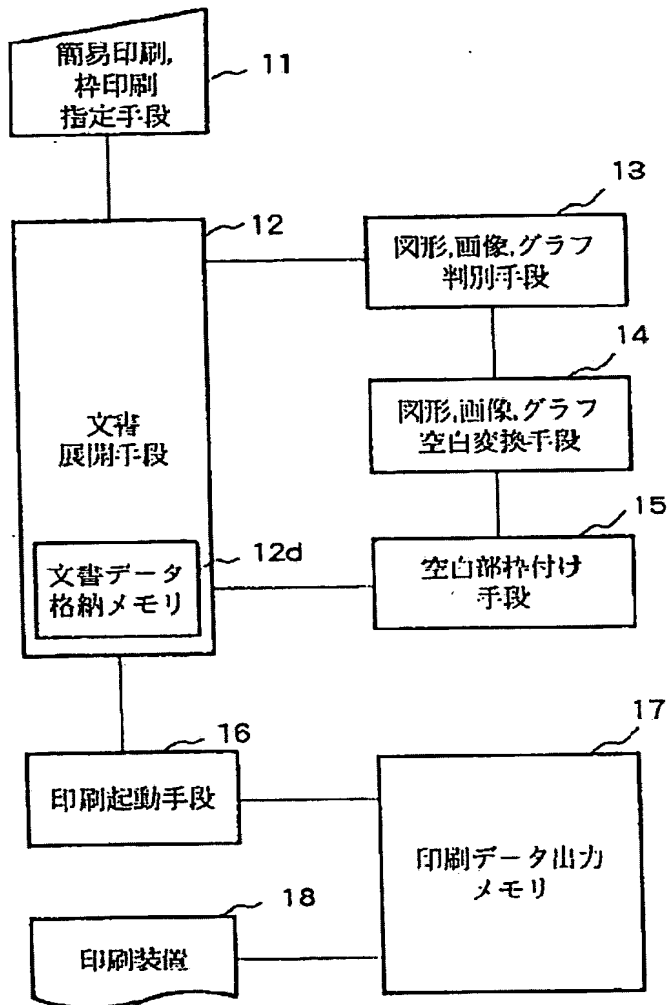 簡易印刷,
枠印刷
指定手段
11
12
13
図形,画像,グラフ
判別手段
14
図形,画像,グラフ
空白変換手段
文書
展開手段
15
12d
文書データ
格納メモリ
空白部枠付け
手段
16
17
印刷起動手段
印刷データ出力
メモリ
18
印刷装置